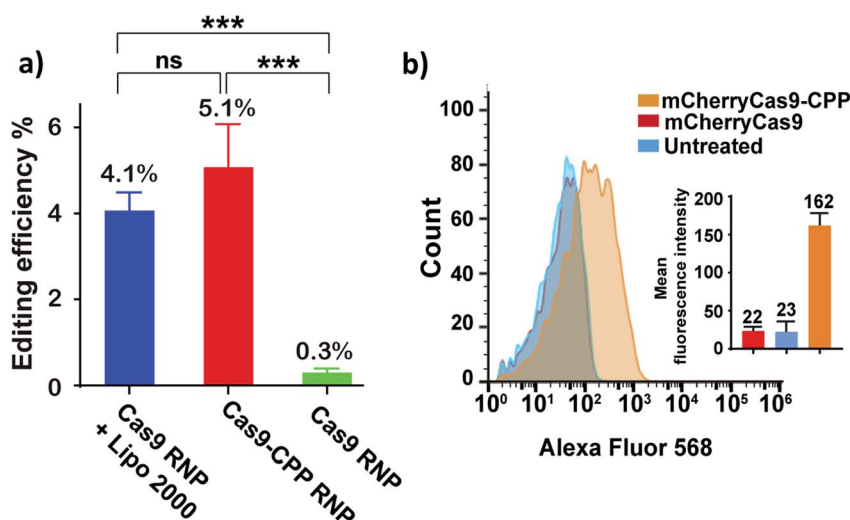 a)
***
ns
***
Editing efficiency %
6
4
2
0
4.1%
5.1%
0.3%
Cas9 RNP
+ Lipo 2000
Cas9-CPP RNP
Cas9 RNP
b)
mCherryCas9-CPP
mCherryCas9
Untreated
Count
100
80
60
40
20
0
10⁰ 10¹ 10² 10³ 10⁴ 10⁵ 10⁶
Alexa Fluor 568
Mean
fluorescence intensity
200
150
100
50
0
22
23
162